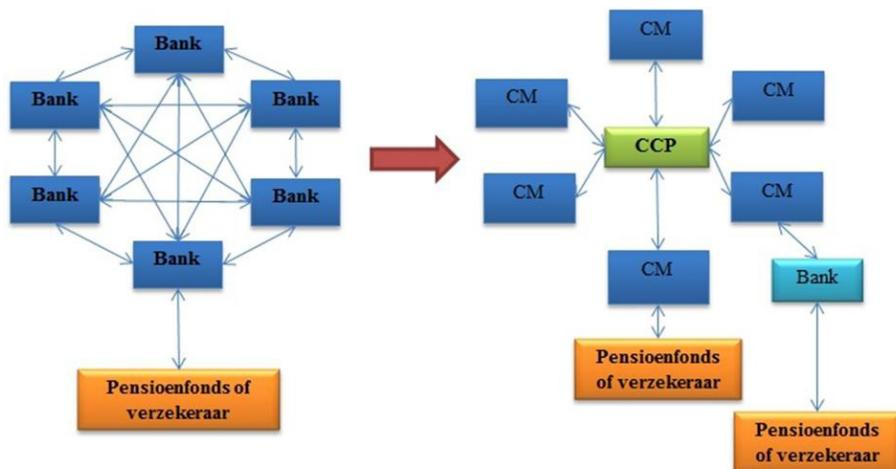 Bank
Bank
Bank
Bank
Bank
Bank
Pensioenfonds of
verzekeraar
CM
CM
CM
CCP
CM
CM
CM
Bank
Pensioenfonds
of verzekeraar
Pensioenfonds
of verzekeraar